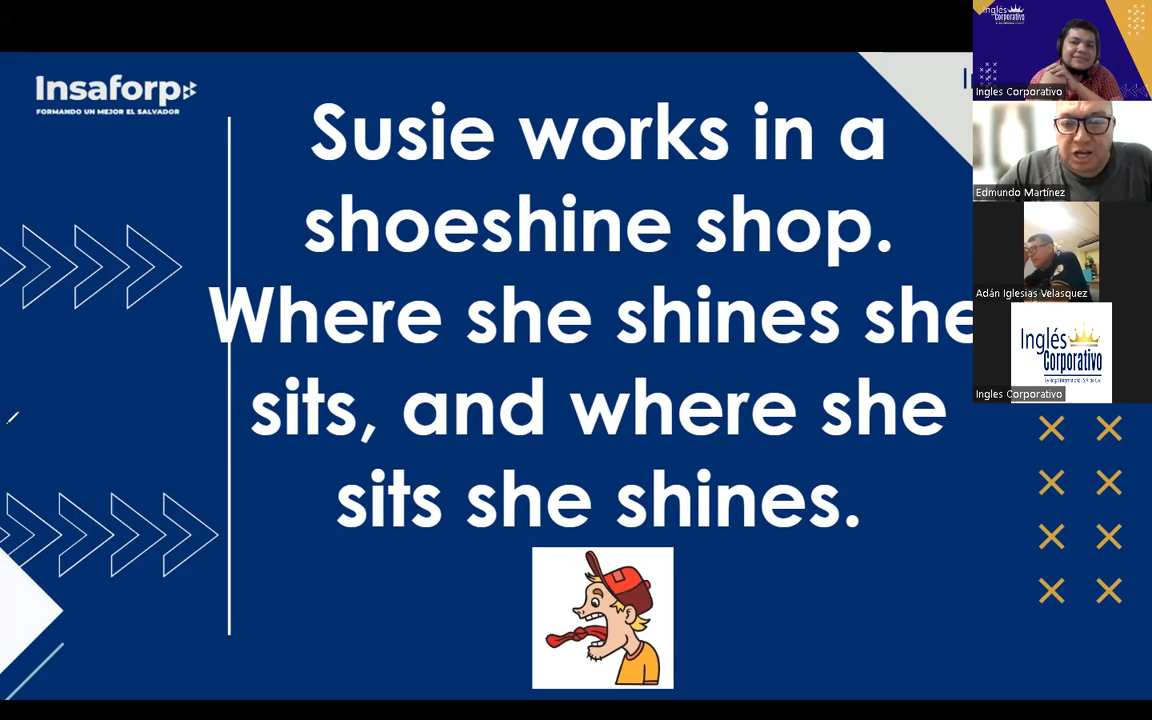 Insaforp
FORMANDO UN MEJOR EL SALVADOR
Susie works in a
shoeshine shop.
Where she shines she
sits, and where she
sits she shines.
Inglés
Corporativo
Ingles Corporativo
Edmundo Martínez
Adán Iglesias Velasquez
Inglés
Corporativo
Ingles Corporativo